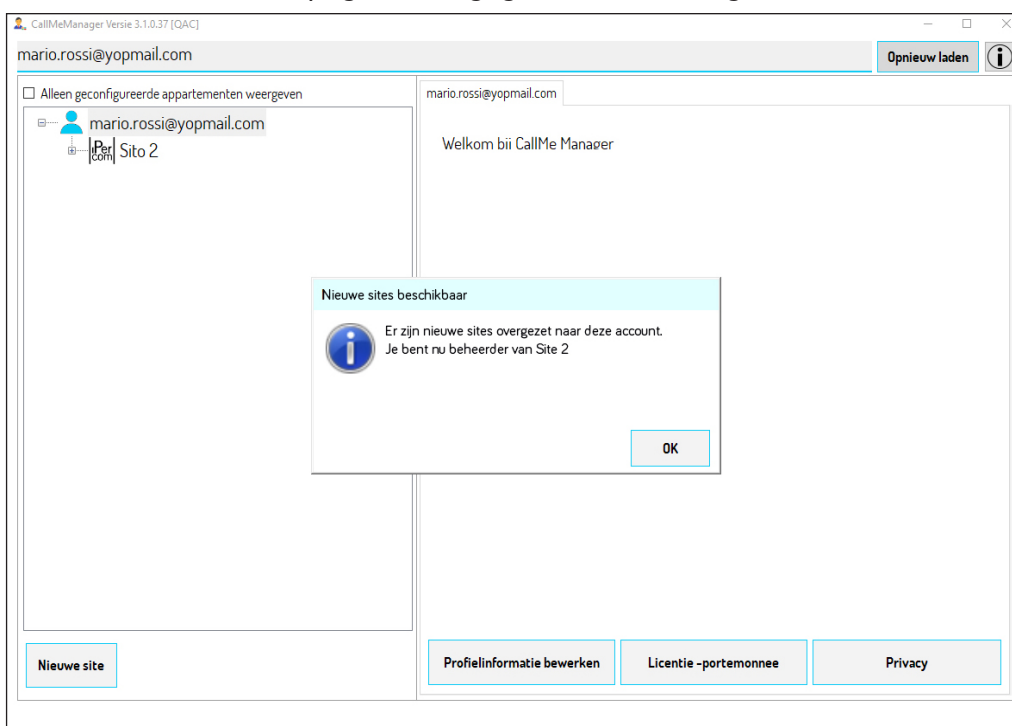 CallMeManager Versie 3.1.0.37 [QAC]
mario.rossi@yopmail.com
Opnieuw laden
Alleen geconfigureerde appartementen weergeven
mario.rossi@yopmail.com
iPer
com
Sito 2
mario.rossi@yopmail.com
Welkom bij CallMe Manager
Nieuwe sites beschikbaar
Er zijn nieuwe sites overgezet naar deze account.
Je bent nu beheerder van Site 2
OK
Nieuwe site
Profielinformatie bewerken
Licentie -portemonnee
Privacy